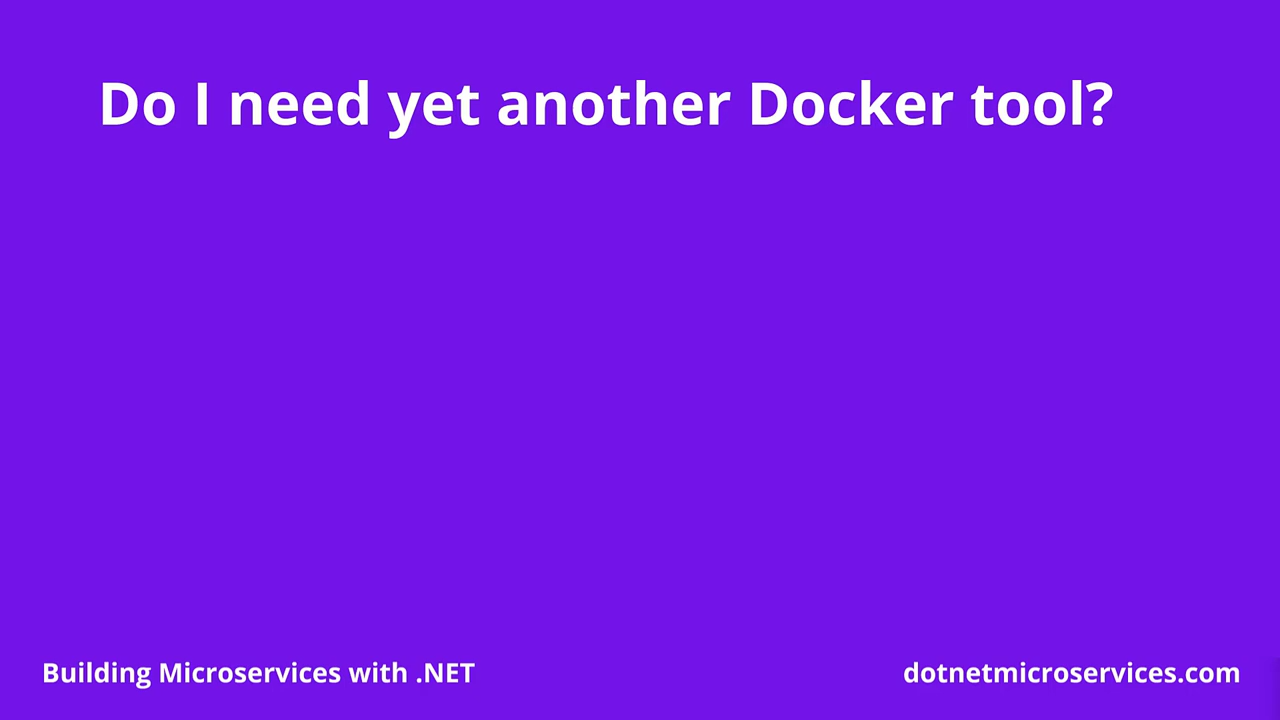 Do I need yet another Docker tool?
Building Microservices with .NET
dotnetmicroservices.com